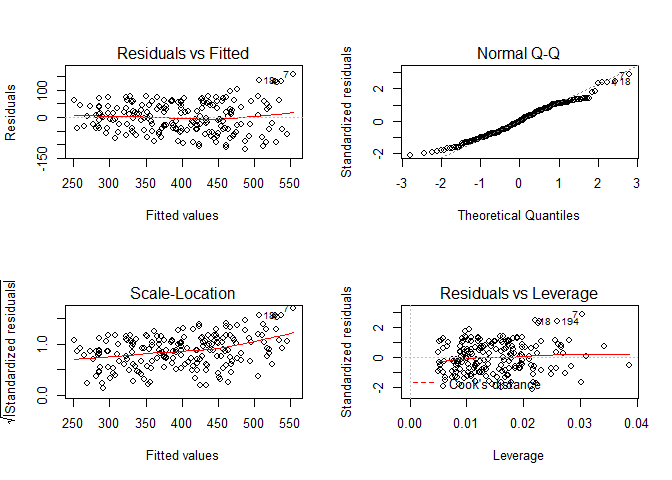 Residuals vs Fitted
Residuals
-150
0
100
250 300 350 400 450 500 550
Fitted values
7
18
Normal Q-Q
Standardized residuals
-2
0
2
-3 -2 -1 0 1 2 3
Theoretical Quantiles
7
18
Scale-Location
√|Standardized residuals|
0.0
1.0
250 300 350 400 450 500 550
Fitted values
7
18
Residuals vs Leverage
Standardized residuals
-2
0
2
0.00 0.01 0.02 0.03 0.04
Leverage
7
18
194
Cook's distance